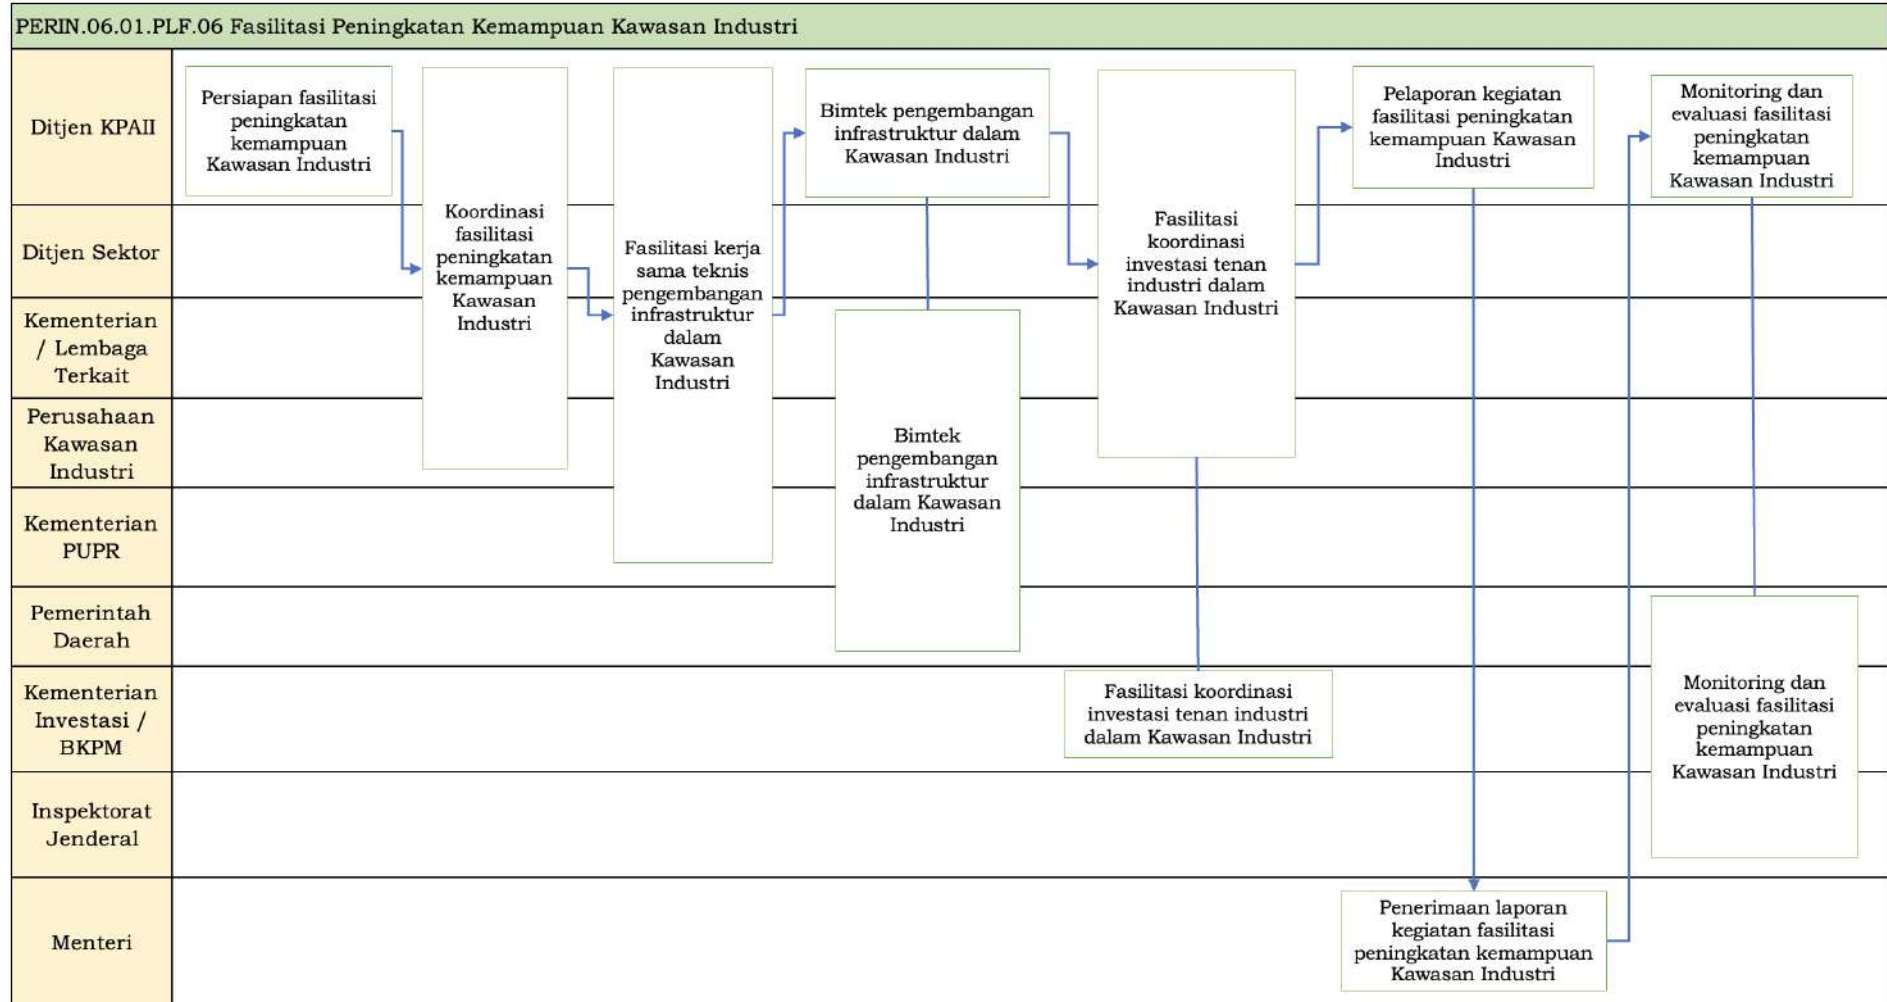 PERIN.06.01.PLF.06 Fasilitasi Peningkatan Kemampuan Kawasan Industri
Ditjen KPAII
Persiapan fasilitasi
peningkatan
kemampuan
Kawasan Industri
Koordinasi
fasilitasi
peningkatan
kemampuan
Kawasan
Industri
Fasilitasi kerja
sama teknis
pengembangan
infrastruktur
dalam
Kawasan
Industri
Bimtek pengembangan
infrastruktur dalam
Kawasan Industri
Fasilitasi
koordinasi
investasi tenan
industri dalam
Kawasan Industri
Pelaporan kegiatan
fasilitasi peningkatan
kemampuan Kawasan
Industri
Monitoring dan
evaluasi fasilitasi
peningkatan
kemampuan
Kawasan Industri
Ditjen Sektor
Kementerian
/ Lembaga
Terkait
Perusahaan
Kawasan
Industri
Bimtek
pengembangan
infrastruktur
dalam Kawasan
Industri
Kementerian
PUPR
Pemerintah
Daerah
Kementerian
Investasi /
BKPM
Fasilitasi koordinasi
investasi tenan industri
dalam Kawasan Industri
Monitoring dan
evaluasi fasilitasi
peningkatan
kemampuan
Kawasan Industri
Inspektorat
Jenderal
Menteri
Penerimaan laporan
kegiatan fasilitasi
peningkatan kemampuan
Kawasan Industri